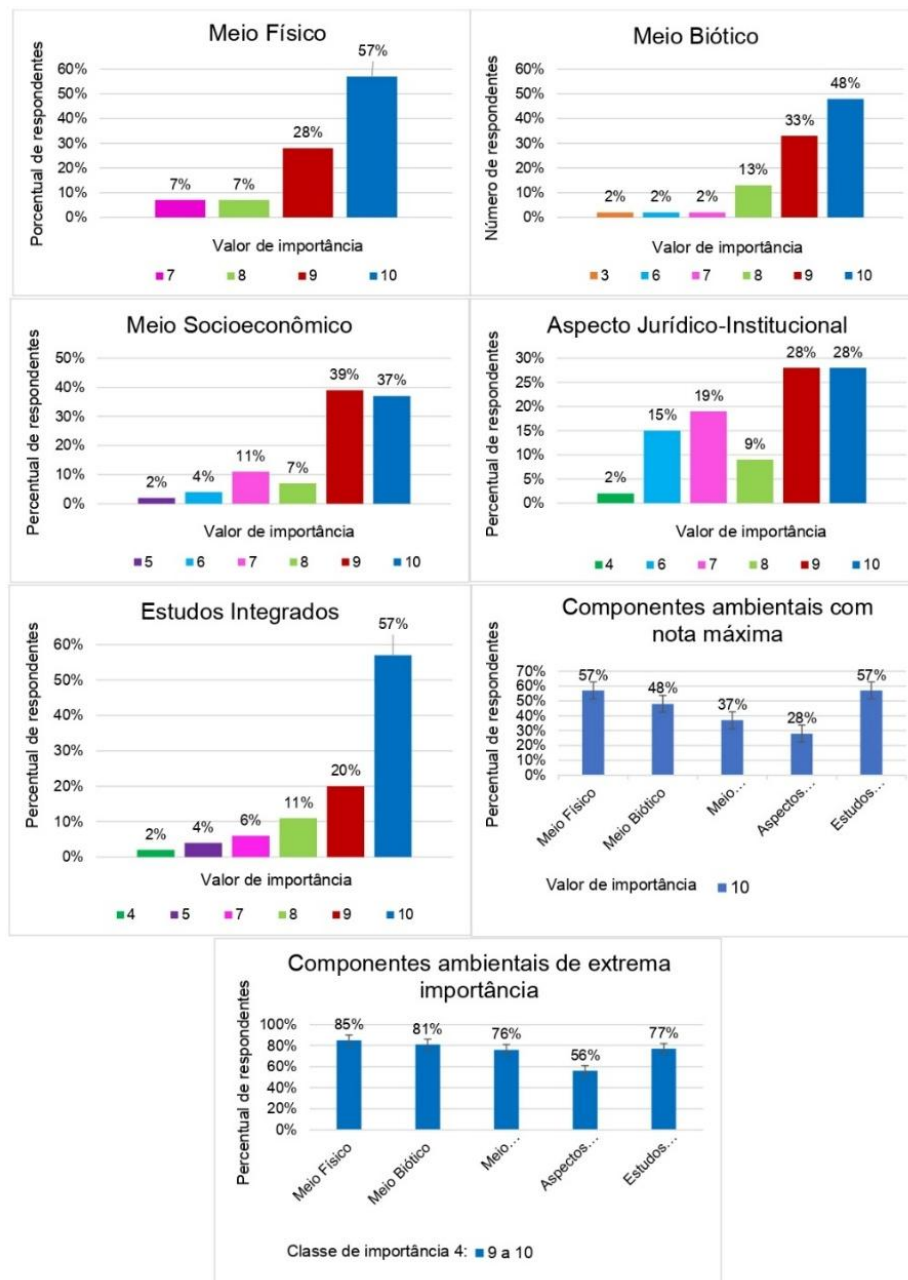 Meio Físico
Porcentual de respondentes
60%
50%
40%
30%
20%
10%
0%
7%
7%
28%
57%
Valor de importância
7 8 9 10
Meio Biótico
Número de respondentes
60%
50%
40%
30%
20%
10%
0%
2%
2%
2%
13%
33%
48%
Valor de importância
3 6 7 8 9 10
Meio Socioeconômico
Percentual de respondentes
50%
40%
30%
20%
10%
0%
2%
4%
11%
7%
39%
37%
Valor de importância
5 6 7 8 9 10
Aspecto Jurídico-Institucional
Percentual de respondentes
30%
25%
20%
15%
10%
5%
0%
2%
15%
19%
9%
28%
28%
Valor de importância
4 6 7 8 9 10
Estudos Integrados
Percentual de respondentes
60%
50%
40%
30%
20%
10%
0%
2%
4%
6%
11%
20%
57%
Valor de importância
4 5 7 8 9 10
Componentes ambientais com
nota máxima
Percentual de respondentes
70%
60%
50%
40%
30%
20%
10%
0%
57%
48%
37%
28%
57%
Meio Físico
Meio Biótico
Meio...
Aspectos...
Estudos...
Valor de importância 10
Componentes ambientais de extrema
importância
Percentual de respondentes
100%
80%
60%
40%
20%
0%
85%
81%
76%
56%
77%
Meio Físico
Meio Biótico
Meio...
Aspectos...
Estudos...
Classe de importância 4: 9 a 10